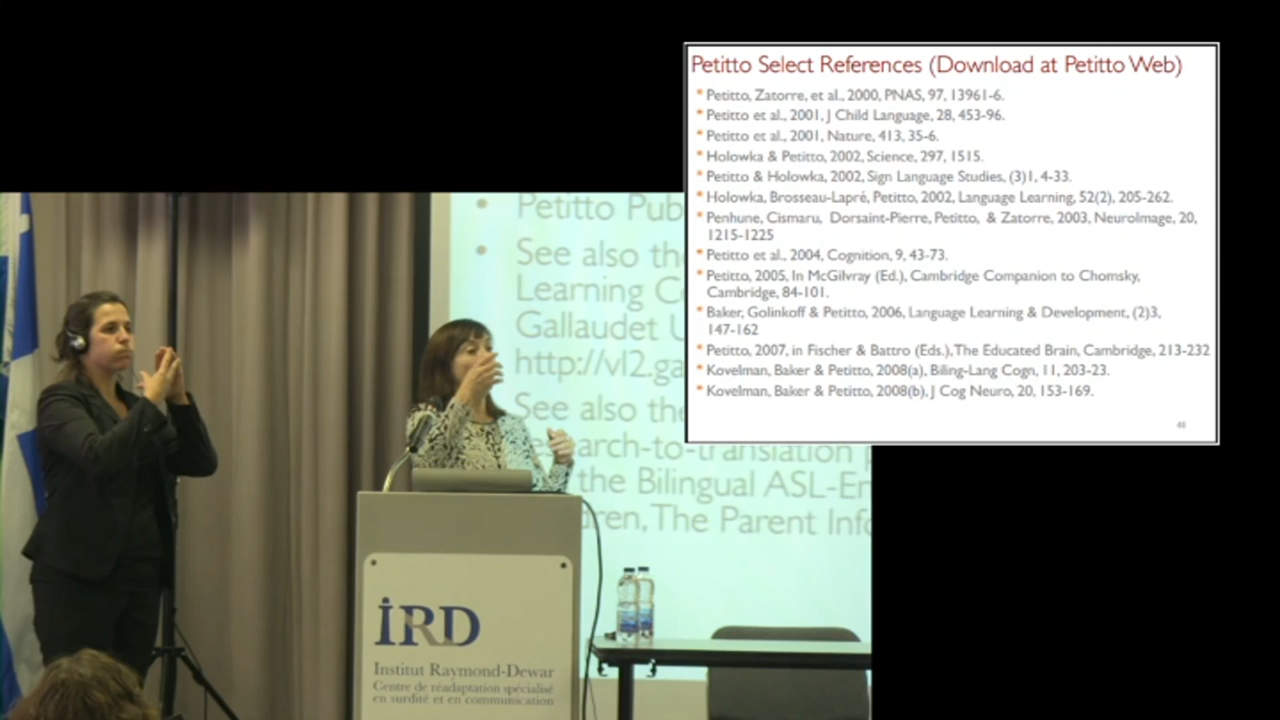 Petitto Select References (Download at Petitto Web)
* Petitto, Zatorre, et al., 2000, PNAS, 97, 13961-6.
* Petitto et al., 2001, J Child Language, 28, 453-96.
* Petitto et al., 2001, Nature, 413, 35-6.
* Holowka & Petitto, 2002, Science, 297, 1515.
* Petitto & Holowka, 2002, Sign Language Studies, (3)1, 4-33.
* Holowka, Brosseau-Lapré, Petitto, 2002, Language Learning, 52(2), 205-262.
* Penhune, Cismaru, Dorsaint-Pierre, Petitto, & Zatorre, 2003, NeuroImage, 20,
1215-1225
* Petitto et al., 2004, Cognition, 9, 43-73.
* Petitto, 2005, In McGilvray (Ed.), Cambridge Companion to Chomsky,
Cambridge, 84-101.
* Baker, Golinkoff & Petitto, 2006, Language Learning & Development, (2)3,
147-162
* Petitto, 2007, in Fischer & Battro (Eds.), The Educated Brain, Cambridge, 213-232
* Kovelman, Baker & Petitto, 2008(a), Biling-Lang Cogn, 11, 203-23.
* Kovelman, Baker & Petitto, 2008(b), J Cog Neuro, 20, 153-169.
48
• Petitto Pub
• See also the
Learning C
Gallaudet U
http://vl2.ga
See also the
esearch-to-translation p
the Bilingual ASL-En
dren, The Parent Info
IRD
Institut Raymond-Dewar
Centre de réadaptation spécialisé
en surdité et en communication